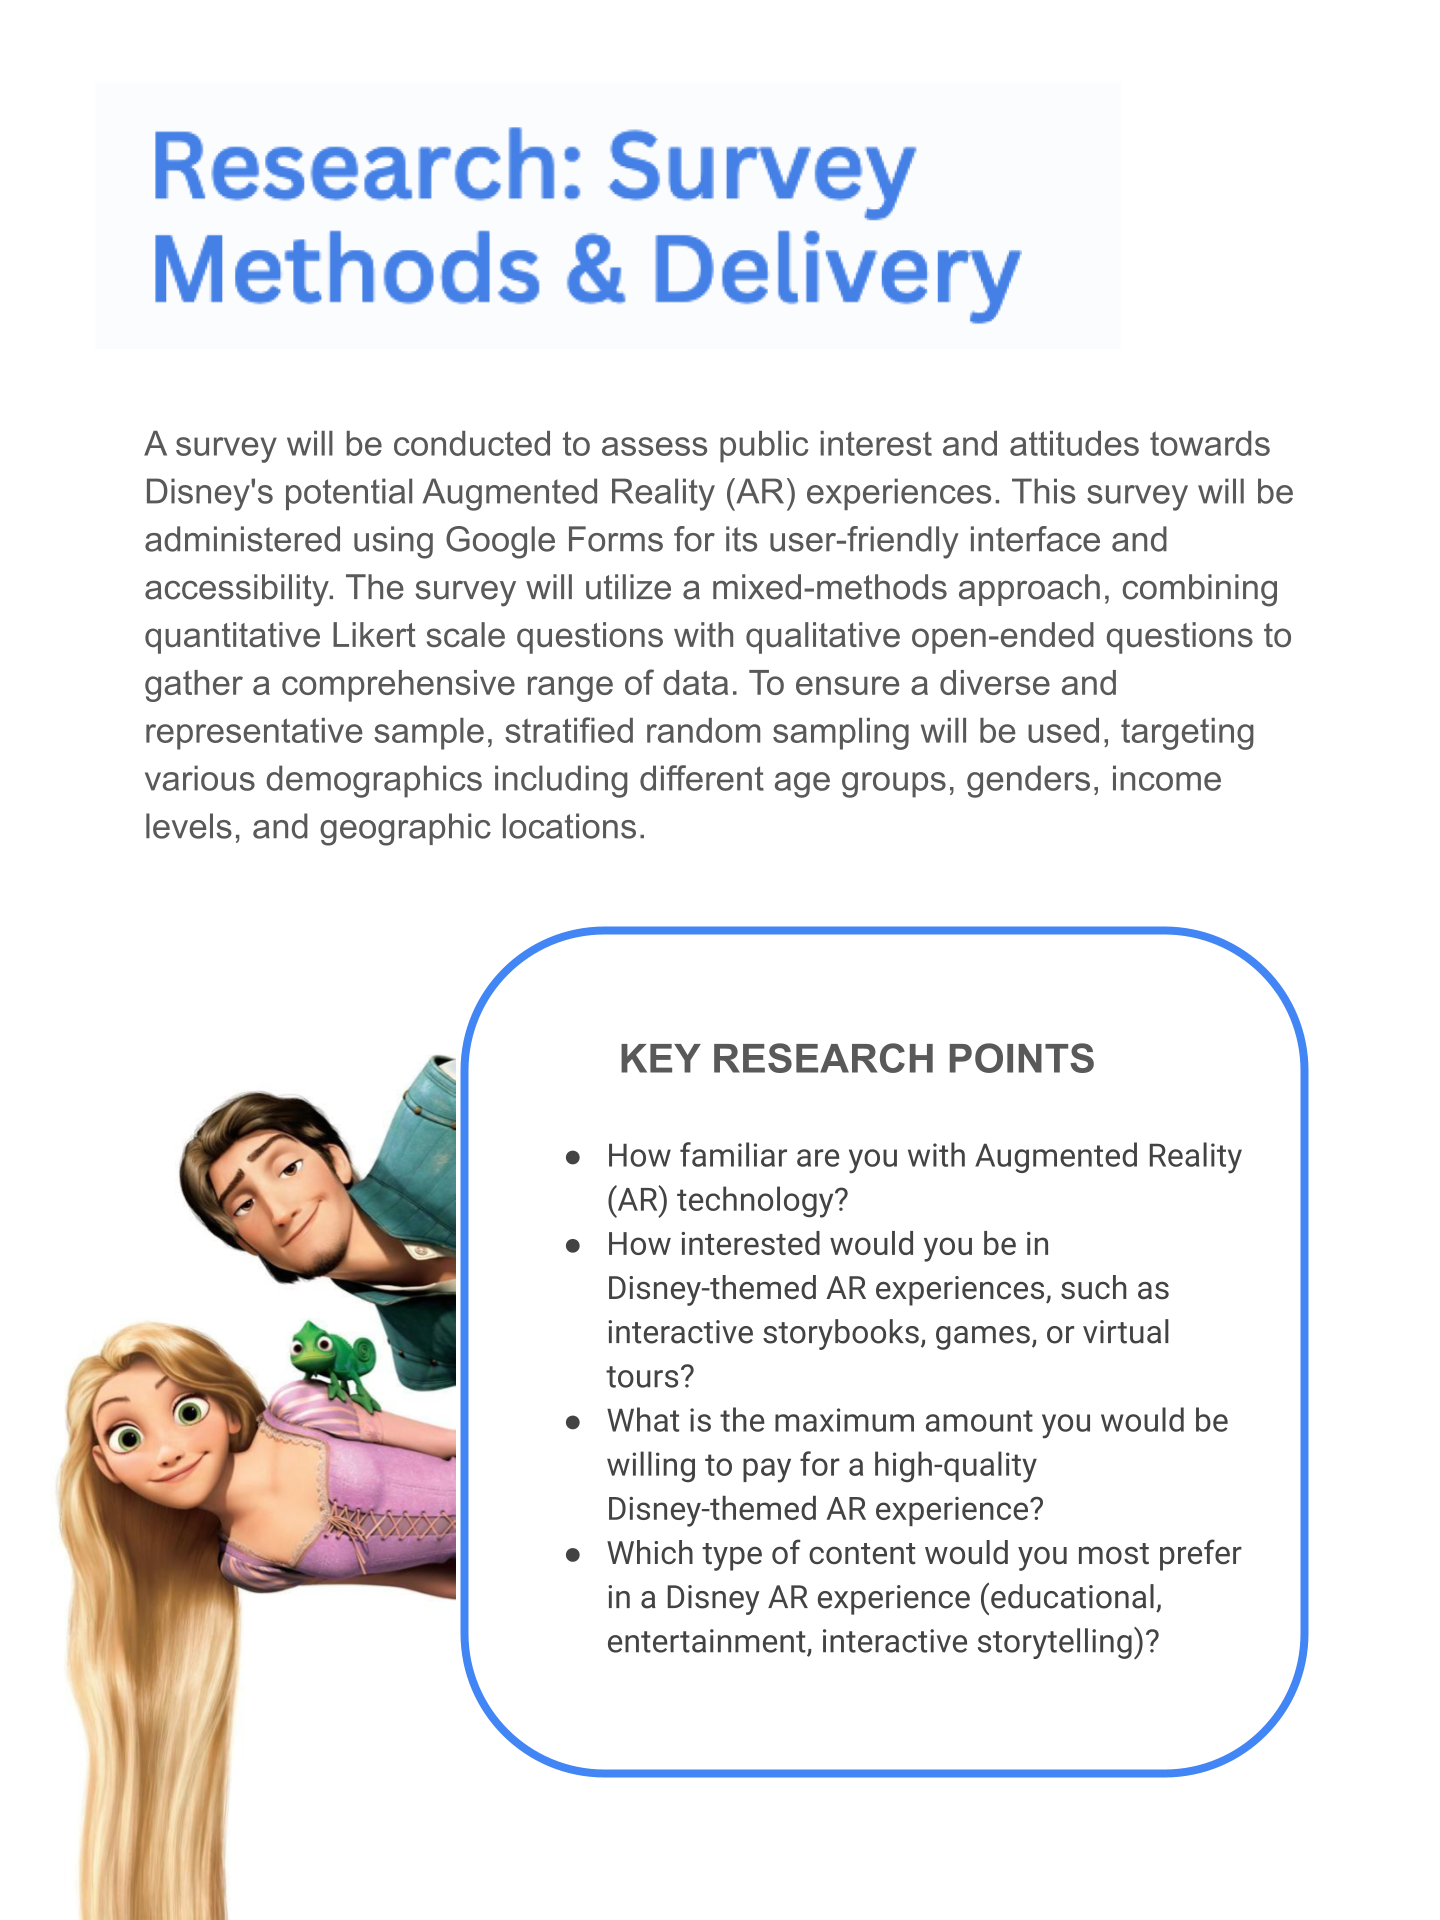 Research: Survey
Methods & Delivery
A survey will be conducted to assess public interest and attitudes towards
Disney's potential Augmented Reality (AR) experiences. This survey will be
administered using Google Forms for its user-friendly interface and
accessibility. The survey will utilize a mixed-methods approach, combining
quantitative Likert scale questions with qualitative open-ended questions to
gather a comprehensive range of data. To ensure a diverse and
representative sample, stratified random sampling will be used, targeting
various demographics including different age groups, genders, income
levels, and geographic locations.
KEY RESEARCH POINTS
● How familiar are you with Augmented Reality
(AR) technology?
● How interested would you be in
Disney-themed AR experiences, such as
interactive storybooks, games, or virtual
tours?
● What is the maximum amount you would be
willing to pay for a high-quality
Disney-themed AR experience?
● Which type of content would you most prefer
in a Disney AR experience (educational,
entertainment, interactive storytelling)?